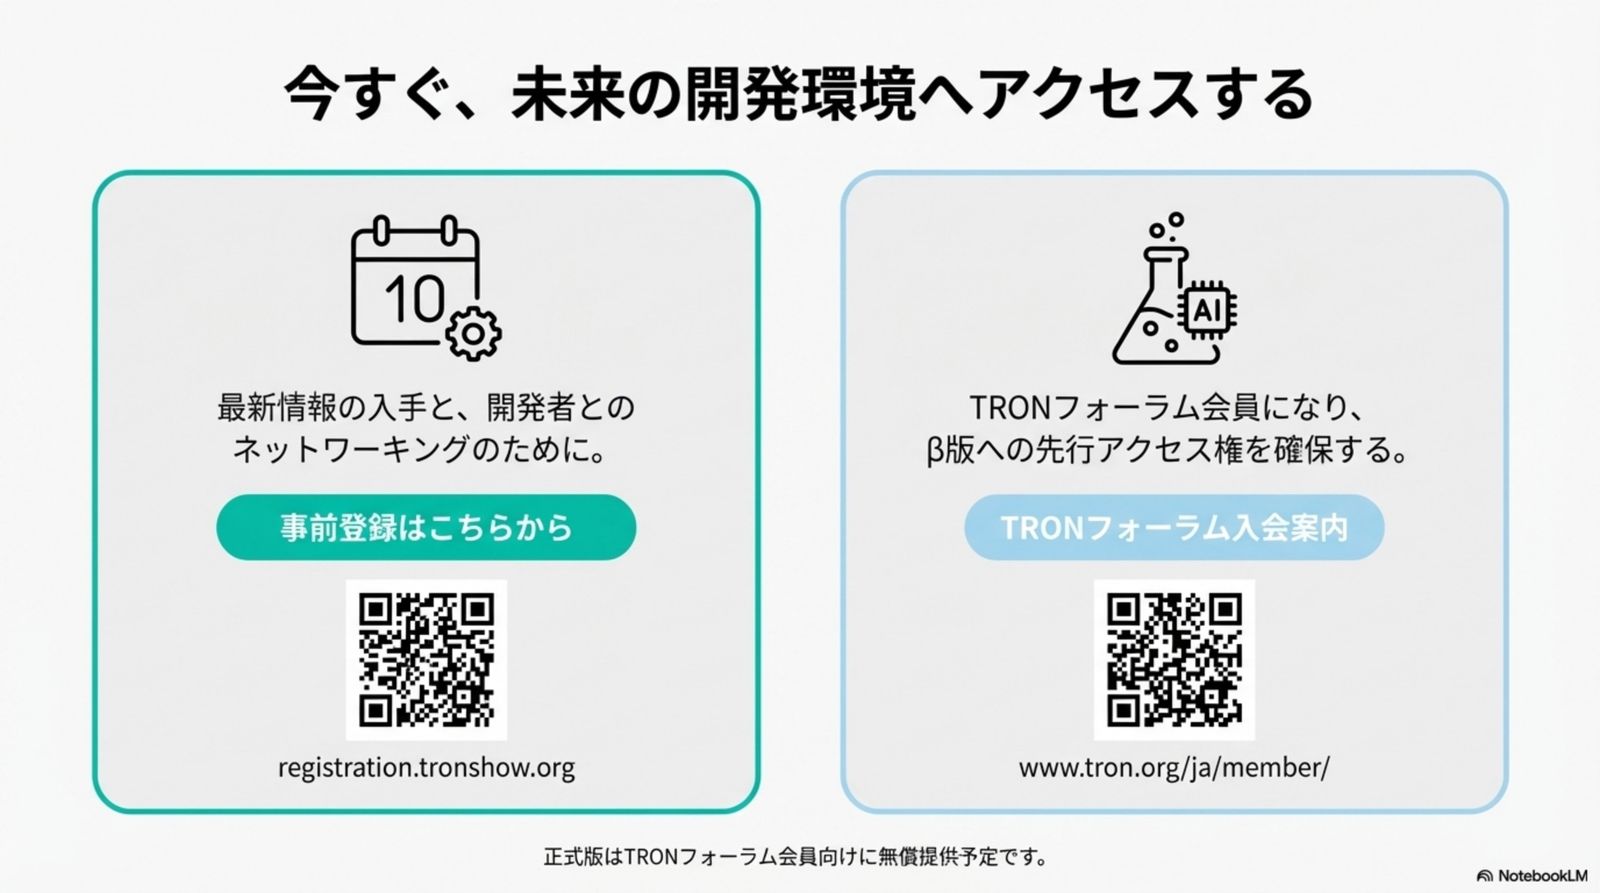 今すぐ、未来の開発環境へアクセスする
10
最新情報の入手と、開発者との
ネットワーキングのために。
事前登録はこちらから
registration.tronshow.org
AI
TRONフォーラム会員になり、
β版への先行アクセス権を確保する。
TRONフォーラム入会案内
www.tron.org/ja/member/
正式版はTRONフォーラム会員向けに無償提供予定です。
NotebookLM